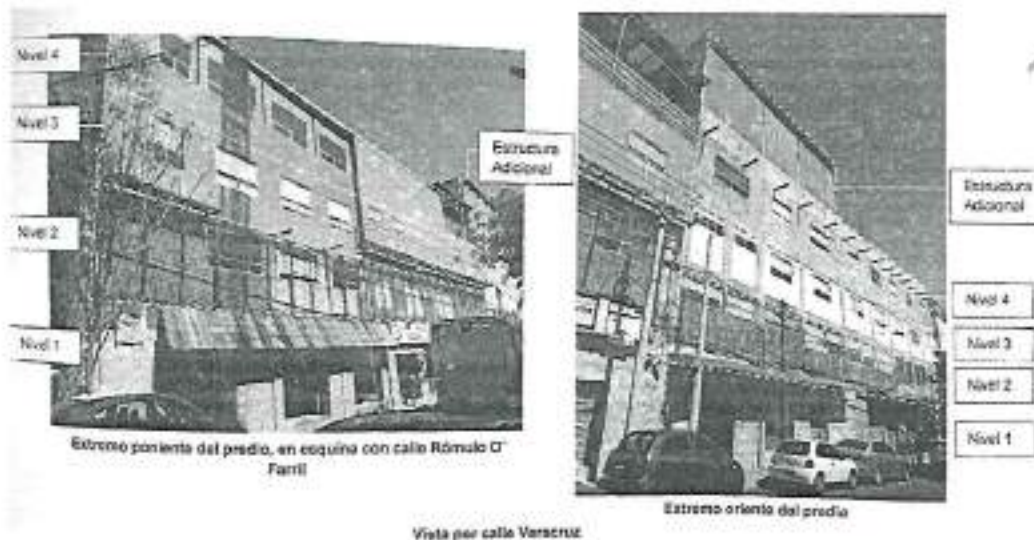 Nivel 4
Nivel 3
Nivel 2
Nivel 1
Estructura
Adicional
Estructura
Adicional
Nivel 4
Nivel 3
Nivel 2
Nivel 1
Extremo poniente del predio, en esquina con calle Rómulo O'
Farril
Extremo oriente del predio
Vista por calle Veracruz